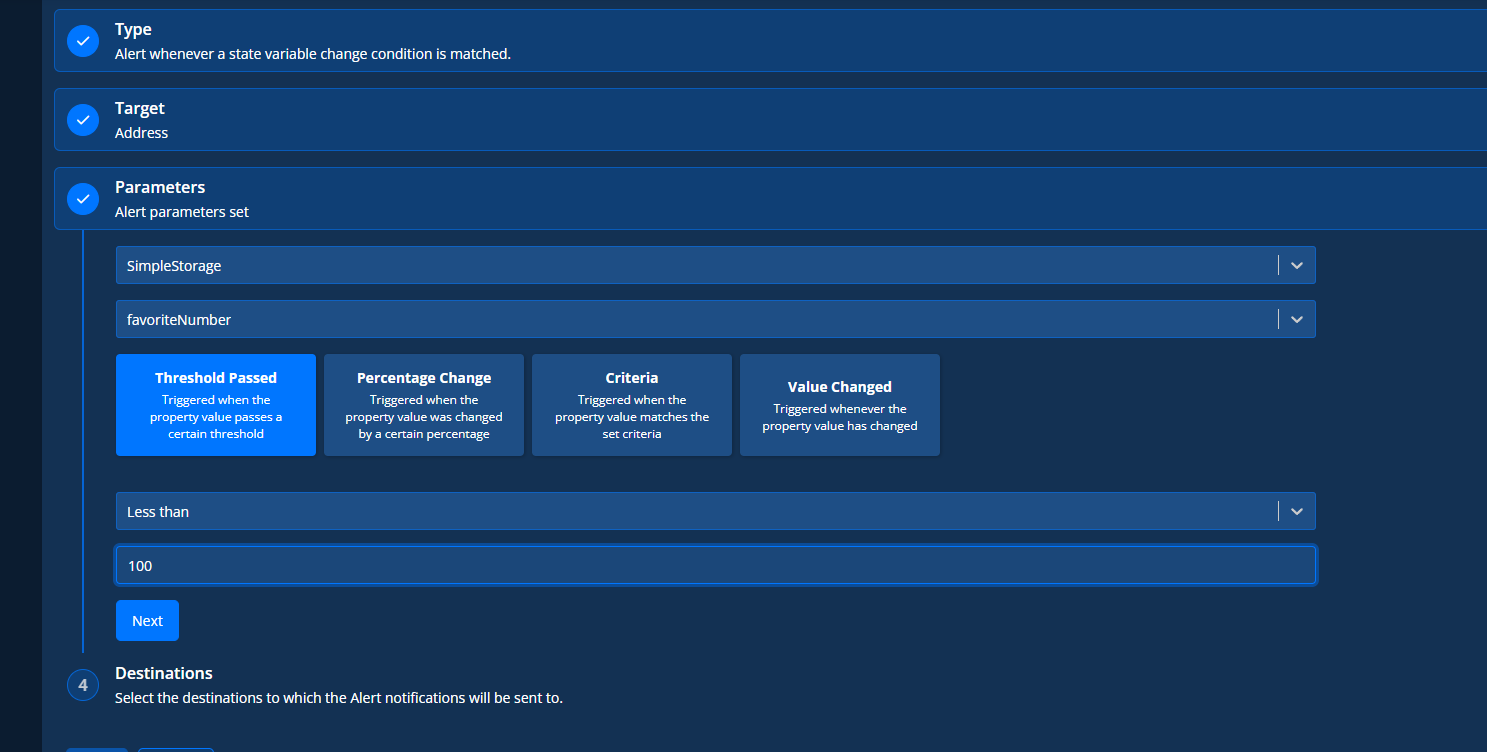 Type
Alert whenever a state variable change condition is matched.
Target
Address
Parameters
Alert parameters set
SimpleStorage
favoriteNumber
Threshold Passed
Triggered when the
property value passes a
certain threshold
Percentage Change
Triggered when the
property value was changed
by a certain percentage
Criteria
Triggered when the
property value matches the
set criteria
Value Changed
Triggered whenever the
property value has changed
Less than
100
Next
4
Destinations
Select the destinations to which the Alert notifications will be sent to.